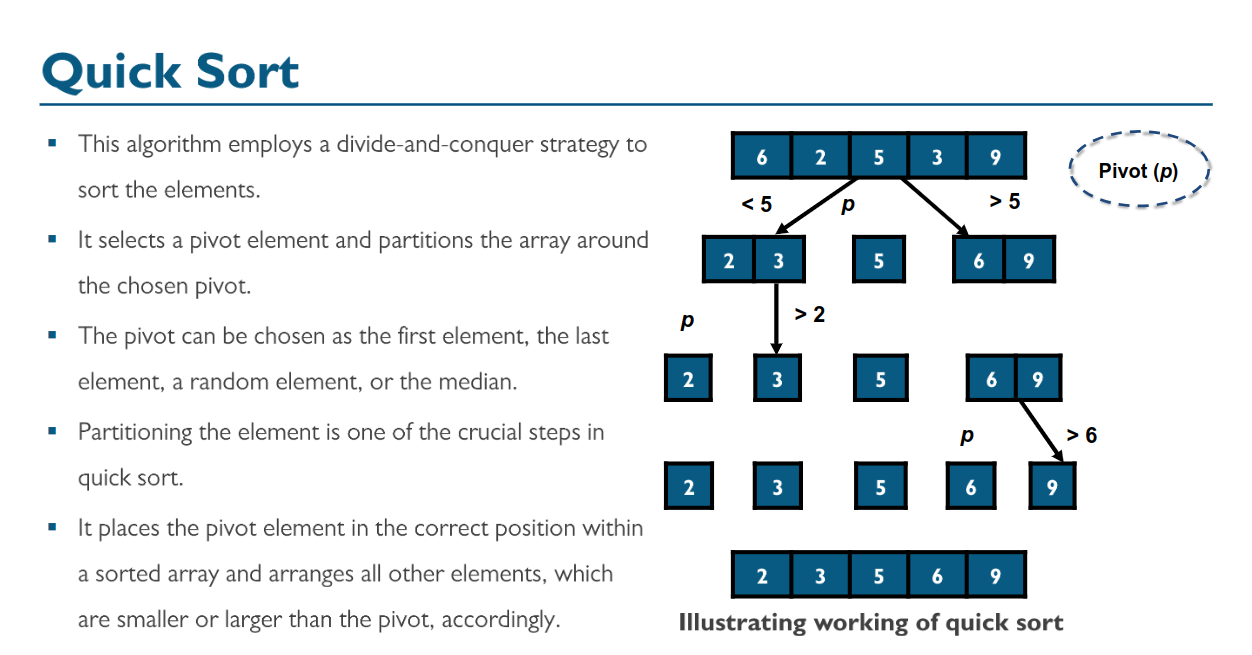 Quick Sort
▪ This algorithm employs a divide-and-conquer strategy to
sort the elements.
▪ It selects a pivot element and partitions the array around
the chosen pivot.
▪ The pivot can be chosen as the first element, the last
element, a random element, or the median.
▪ Partitioning the element is one of the crucial steps in
quick sort.
▪ It places the pivot element in the correct position within
a sorted array and arranges all other elements, which
are smaller or larger than the pivot, accordingly.
6 2 5 3 9
Pivot (p)
< 5 p > 5
2 3 5 6 9
p > 2
2 3 5 6 9
p > 6
2 3 5 6 9
2 3 5 6 9
Illustrating working of quick sort